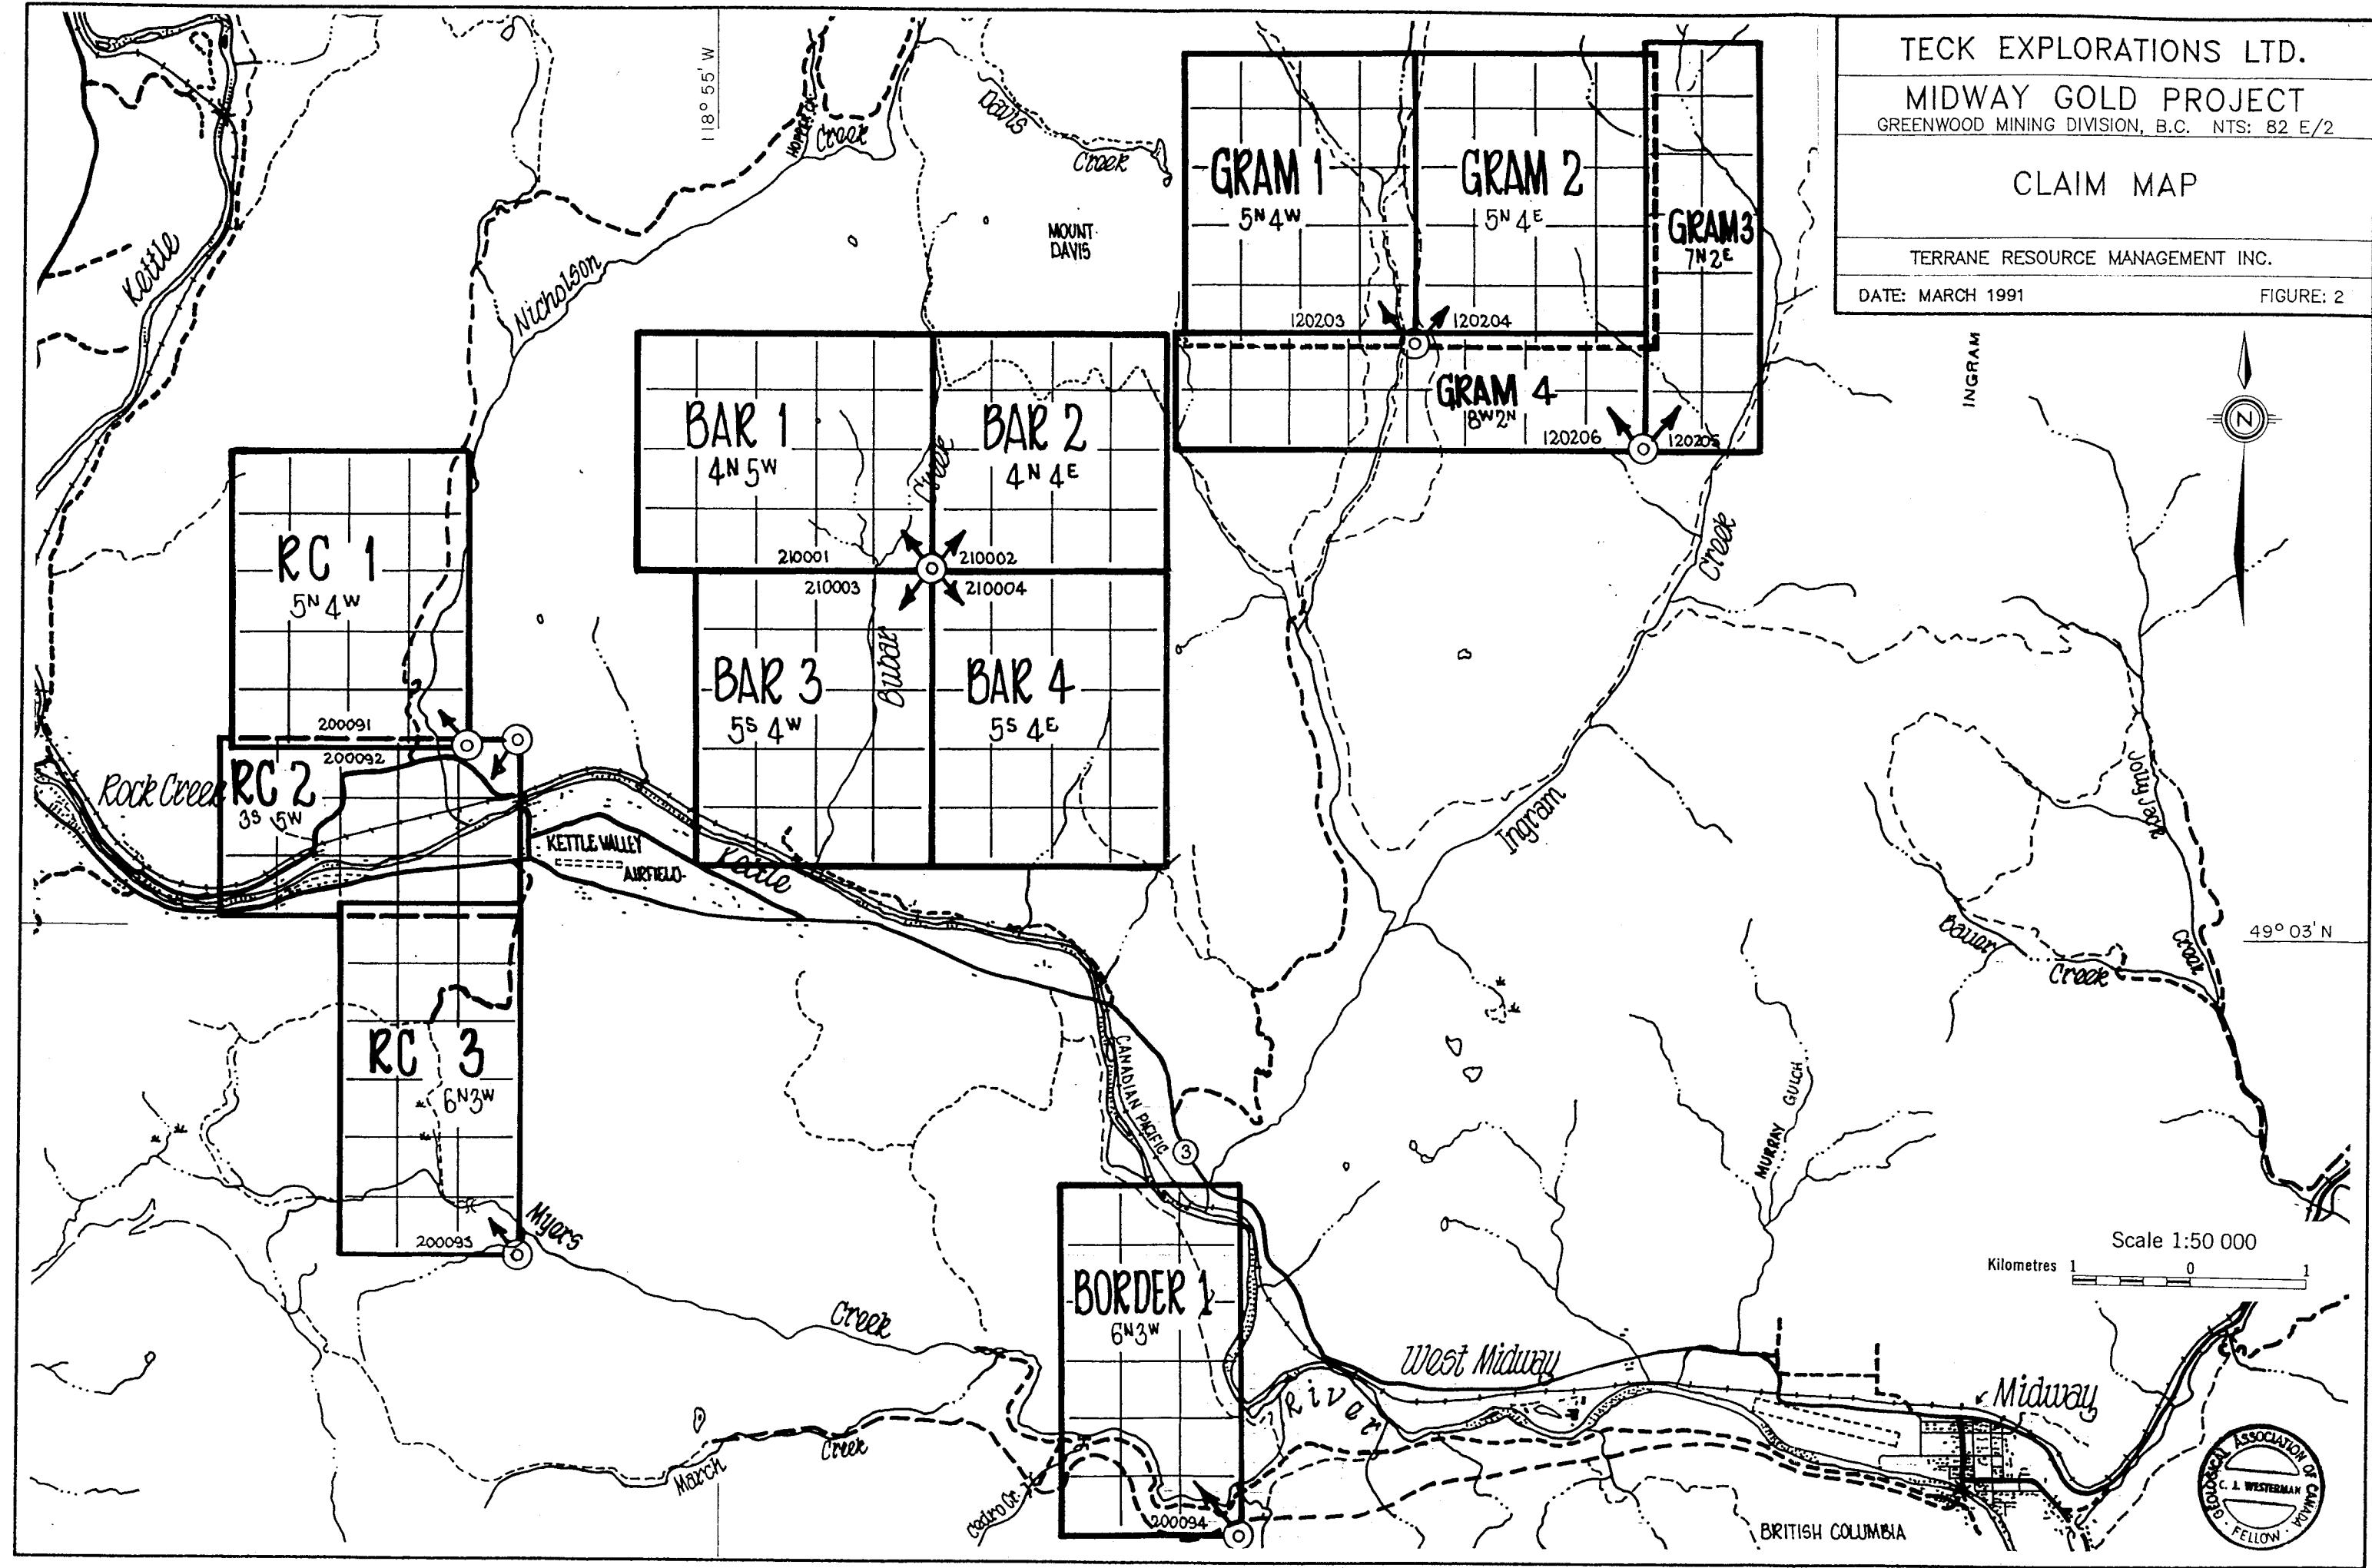 TECK EXPLORATIONS LTD.
MIDWAY GOLD PROJECT
GREENWOOD MINING DIVISION, B.C. NTS: 82 E/2
CLAIM MAP
TERRANE RESOURCE MANAGEMENT INC.
DATE: MARCH 1991 FIGURE: 2
118° 55' W
HOPPER CK.
Creek
Davis
Creek
MOUNT DAVIS
Kettle
Nicholson
GRAM 1
5N 4W
GRAM 2
5N 4E
GRAM 3
7N 2E
120203
120204
GRAM 4
8W 2N
120206
120205
INGRAM
N
BAR 1
4N 5W
BAR 2
4N 4E
Creek
210001
210002
210003
210004
BAR 3
5S 4W
Bubar
BAR 4
5S 4E
RC 1
5N 4W
200091
200092
Rock Creek
RC 2
3S 5W
KETTLE VALLEY
AIRFIELD
Kettle
Creek
Ingram
Jolly Jack
Creek
Bauer
Creek
49° 03' N
RC 3
6N 3W
200093
Myers
Creek
CANADIAN PACIFIC
3
MURRAY GULCH
Scale 1:50 000
Kilometres 1 0 1
BORDER 1
6N 3W
200094
West Midway
River
Midway
March
Creek
Cedro Cr.
BRITISH COLUMBIA
GEOLOGICAL ASSOCIATION OF CANADA
C. J. WESTERMAN
FELLOW